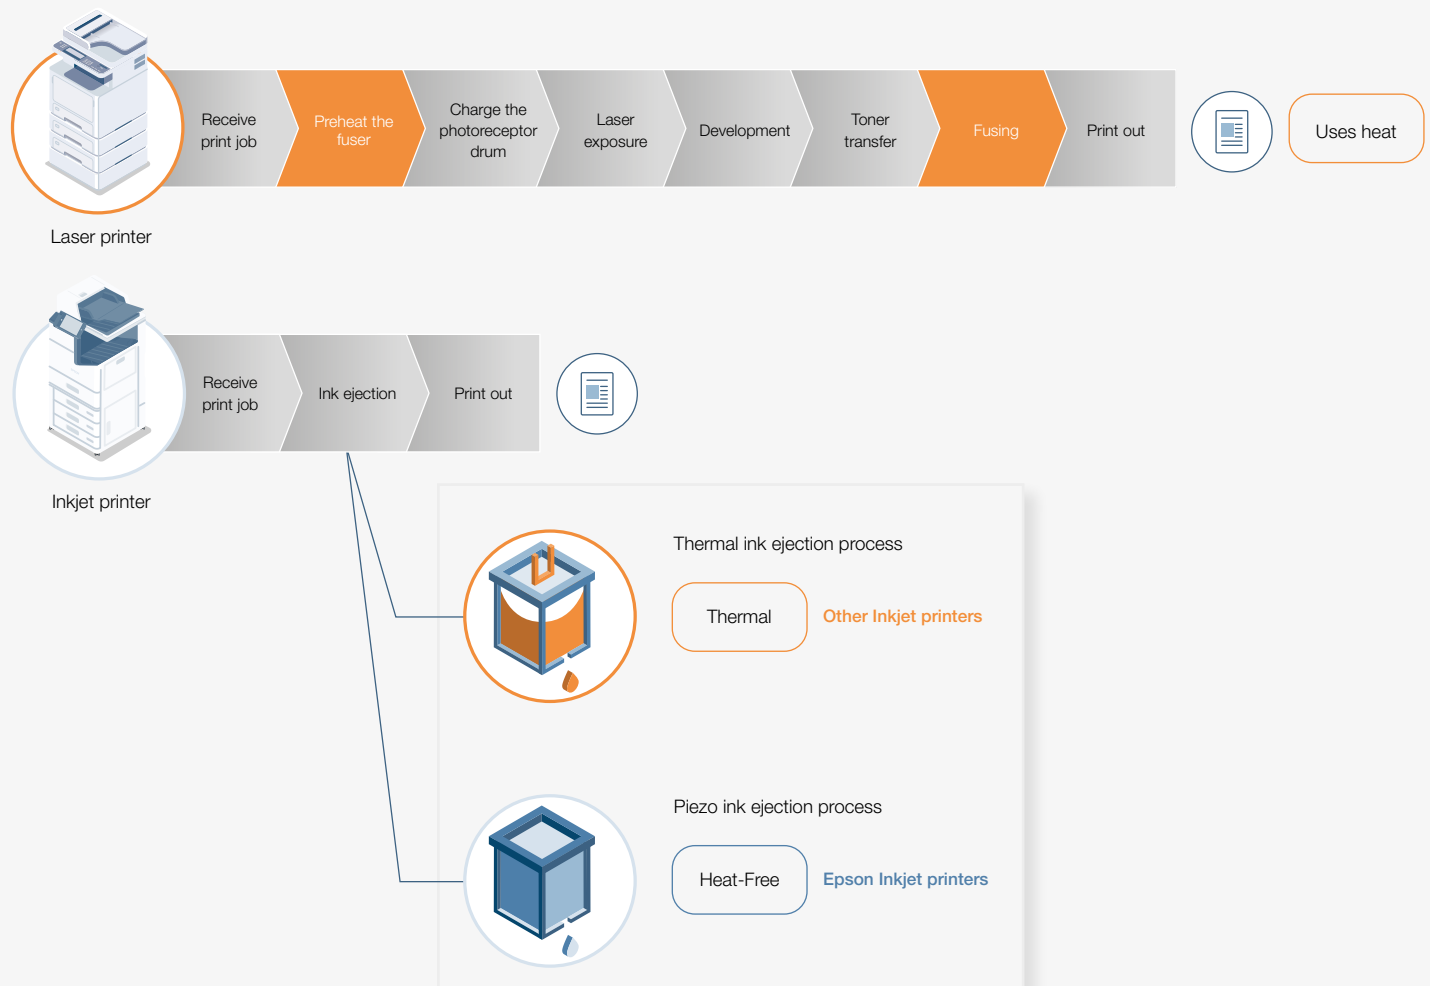 Receive
print job
Preheat the
fuser
Charge the
photoreceptor
drum
Laser
exposure
Development
Toner
transfer
Fusing
Print out
Uses heat
Laser printer
Receive
print job
Ink ejection
Print out
Inkjet printer
Thermal ink ejection process
Thermal
Other Inkjet printers
Piezo ink ejection process
Heat-Free
Epson Inkjet printers